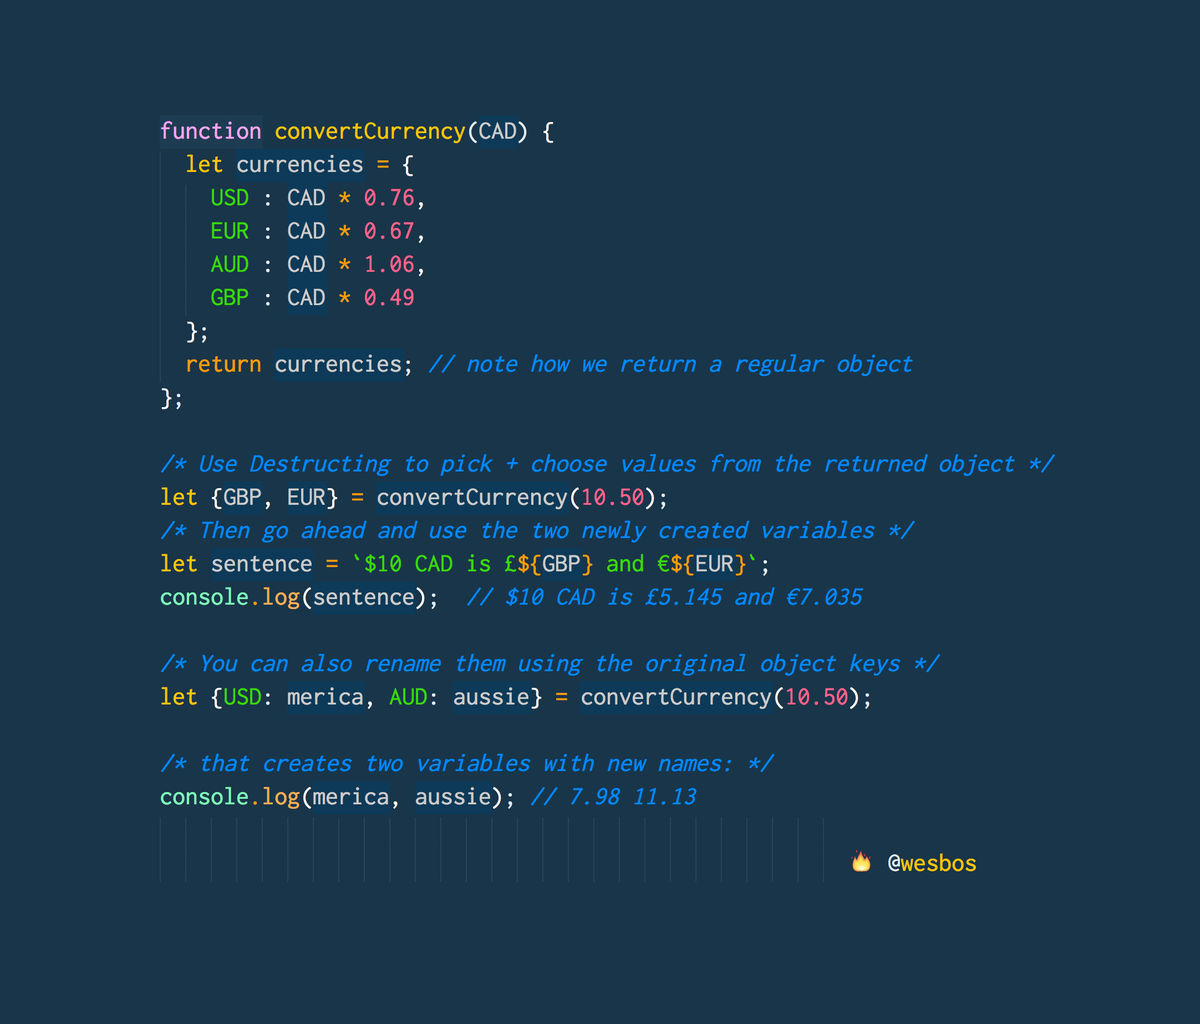 function convertCurrency(CAD) {
  let currencies = {
    USD : CAD * 0.76,
    EUR : CAD * 0.67,
    AUD : CAD * 1.06,
    GBP : CAD * 0.49
  };
  return currencies; // note how we return a regular object
};

/* Use Destructing to pick + choose values from the returned object */
let {GBP, EUR} = convertCurrency(10.50);
/* Then go ahead and use the two newly created variables */
let sentence = `$10 CAD is £${GBP} and €${EUR}`;
console.log(sentence);  // $10 CAD is £5.145 and €7.035

/* You can also rename them using the original object keys */
let {USD: merica, AUD: aussie} = convertCurrency(10.50);

/* that creates two variables with new names: */
console.log(merica, aussie); // 7.98 11.13
🔥 @wesbos